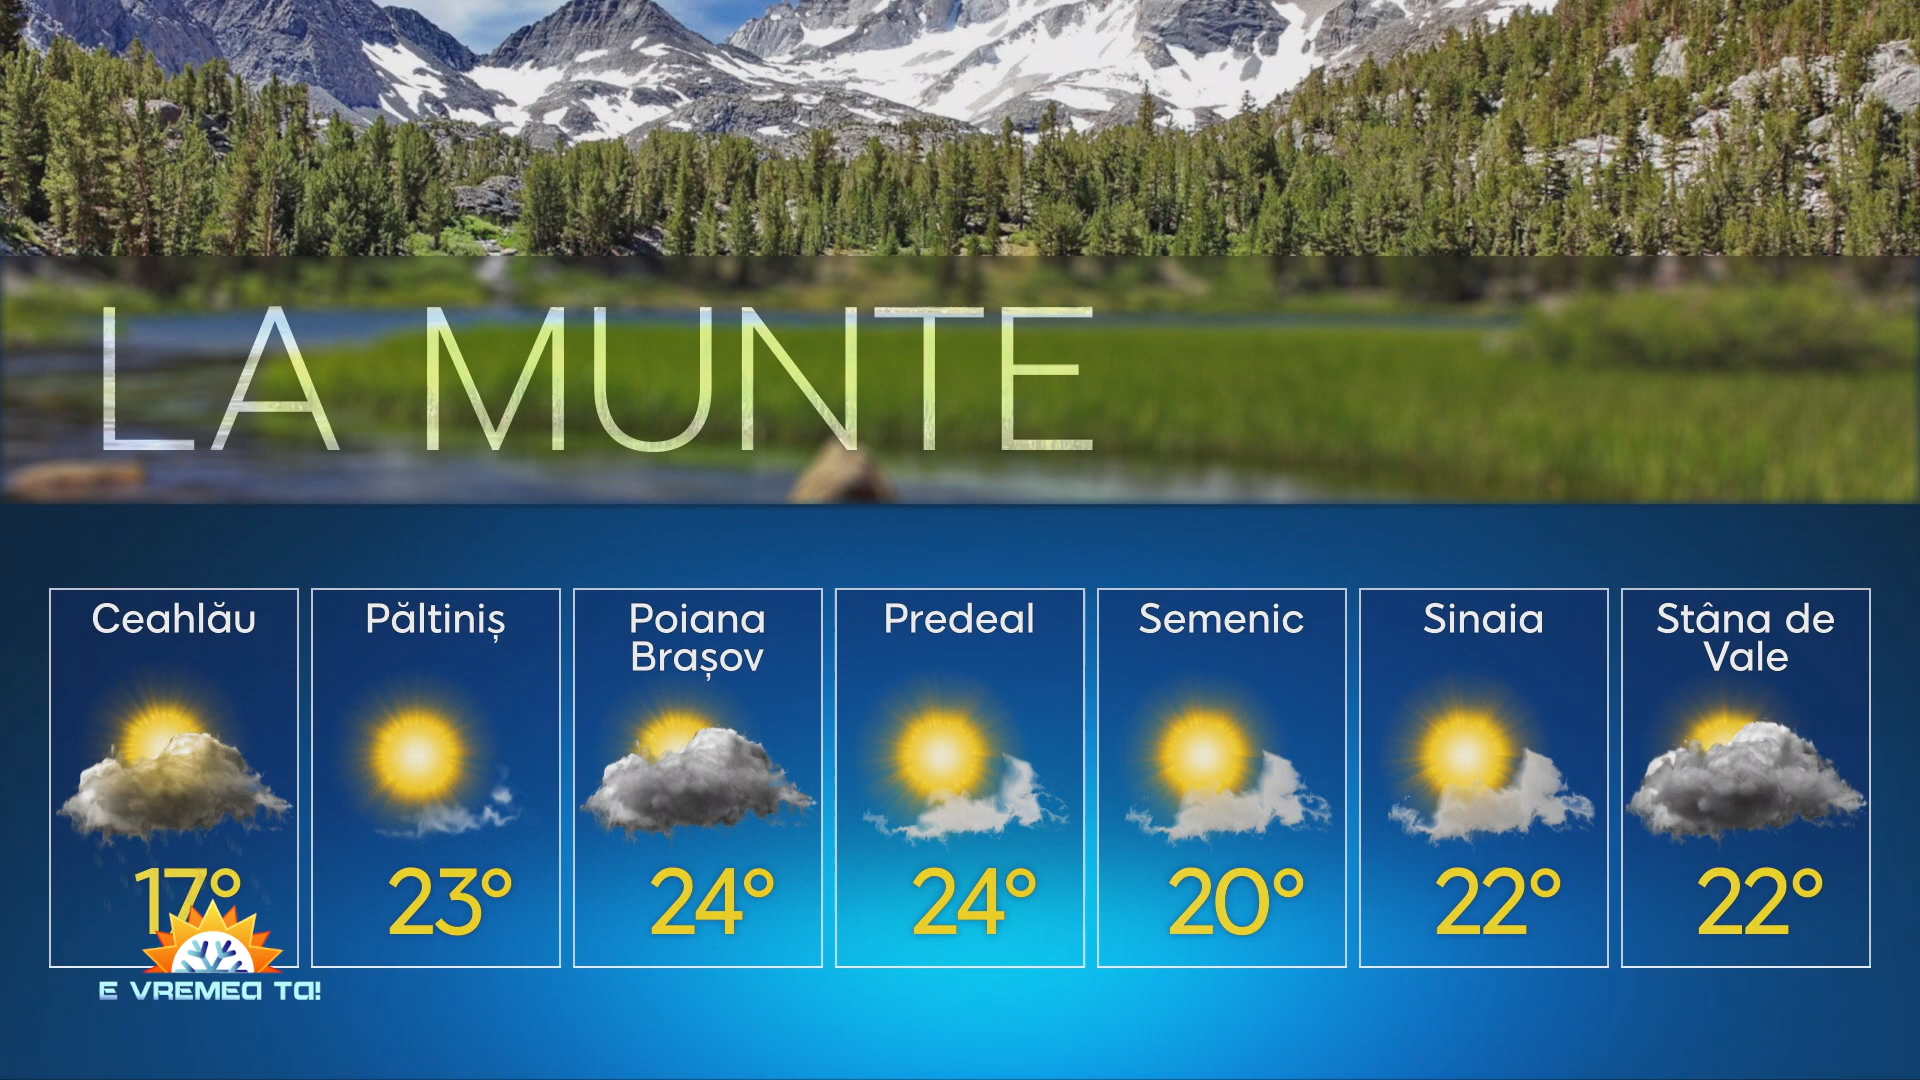 LA MUNTE
Ceahlău
Păltiniș
Poiana
Brașov
Predeal
Semenic
Sinaia
Stâna de
Vale
17°
23°
24°
24°
20°
22°
22°
E VREMEA TA!